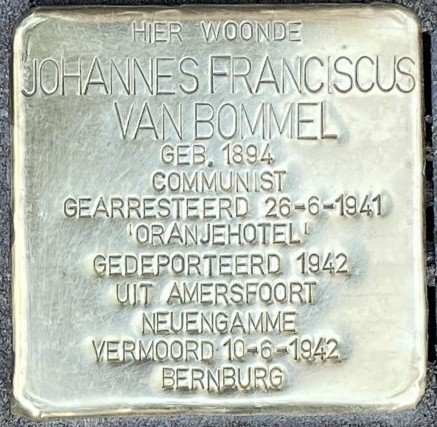 HIER WOONDE
JOHANNES FRANCISCUS
VAN BOMMEL
GEB. 1894
COMMUNIST
GEARRESTEERD 26-6-1941
'ORANJEHOTEL'
GEDEPORTEERD 1942
UIT AMERSFOORT
NEUENGAMME
VERMOORD 10-6-1942
BERNBURG